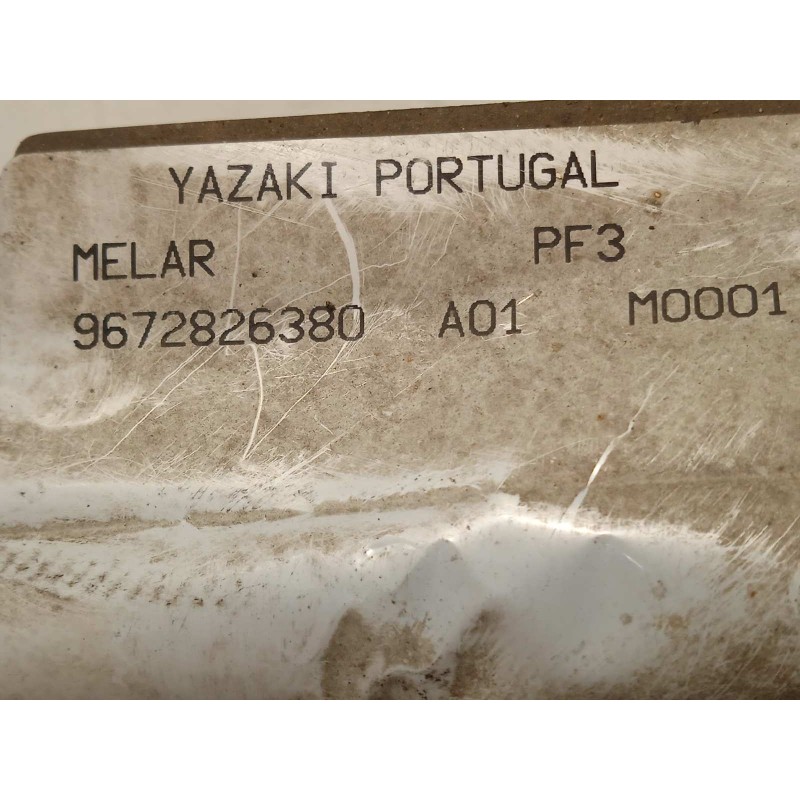 YAZAKI PORTUGAL
MELAR PF3
9672826380 A01 M0001